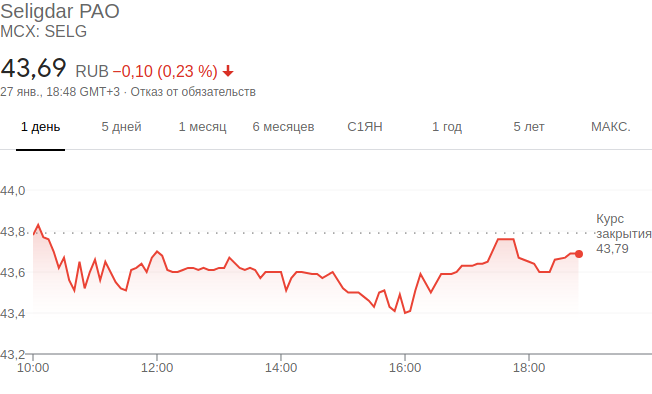 Seligdar PAO
MCX: SELG
43,69 RUB −0,10 (0,23 %)
27 янв., 18:48 GMT+3 · Отказ от обязательств
1 день 5 дней 1 месяц 6 месяцев С1ЯН 1 год 5 лет МАКС.
44,0
Курс
43,8 закрытия
43,79
43,6
43,4
43,2
10:00 12:00 14:00 16:00 18:00